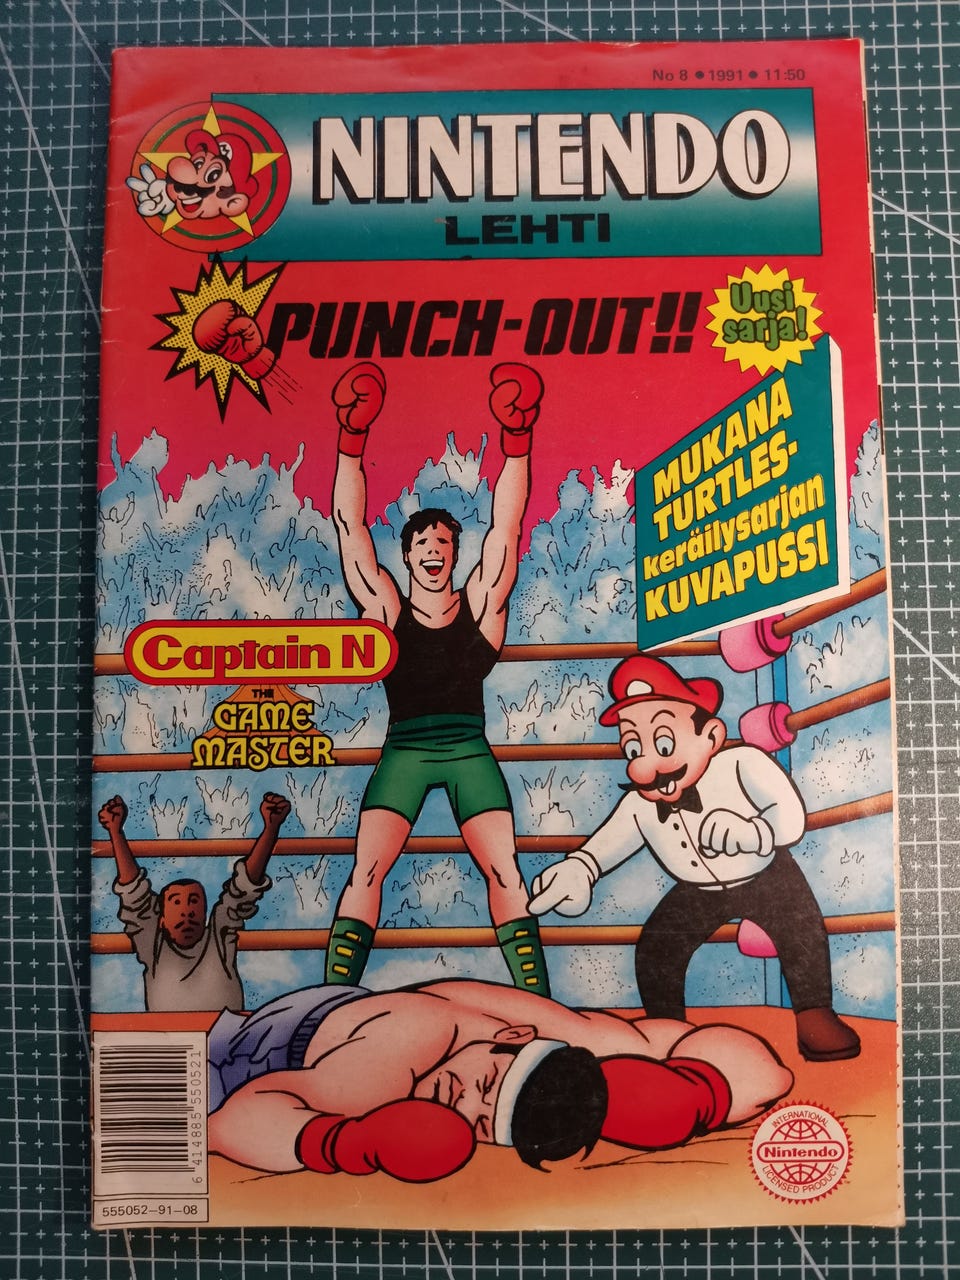 No 8 ● 1991 ● 11:50
NINTENDO
LEHTI
PUNCH-OUT!!
Uusi
sarja!
MUKANA
TURTLES-
keräilysarjan
KUVAPUSSI
Captain N
THE
GAME
MASTER
6 414885 550521
555052-91-08
INTERNATIONAL
Nintendo
LICENSED PRODUCT